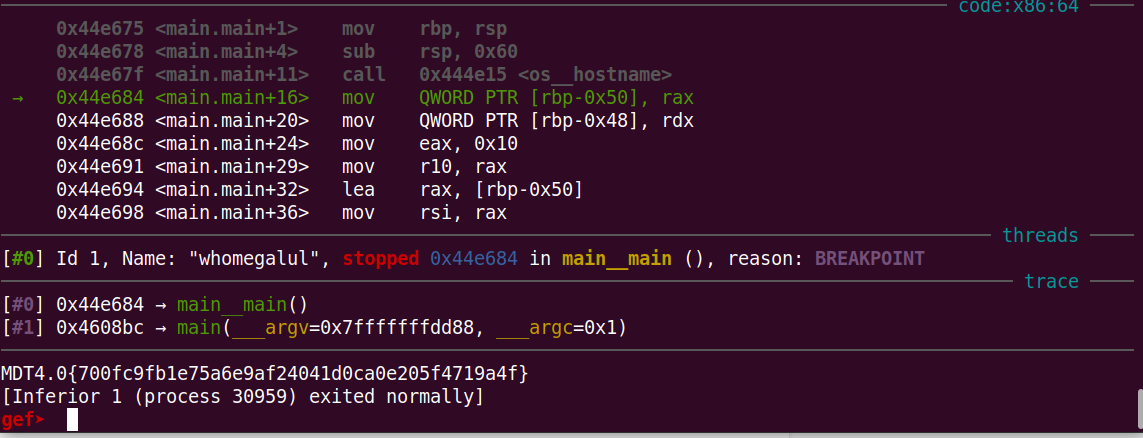 code:x86:64
0x44e675 <main.main+1> mov rbp, rsp
0x44e678 <main.main+4> sub rsp, 0x60
0x44e67f <main.main+11> call 0x444e15 <os__hostname>
→ 0x44e684 <main.main+16> mov QWORD PTR [rbp-0x50], rax
0x44e688 <main.main+20> mov QWORD PTR [rbp-0x48], rdx
0x44e68c <main.main+24> mov eax, 0x10
0x44e691 <main.main+29> mov r10, rax
0x44e694 <main.main+32> lea rax, [rbp-0x50]
0x44e698 <main.main+36> mov rsi, rax
threads
[#0] Id 1, Name: "whomegalul", stopped 0x44e684 in main__main (), reason: BREAKPOINT
trace
[#0] 0x44e684 → main__main()
[#1] 0x4608bc → main(___argv=0x7fffffffdd88, ___argc=0x1)
MDT4.0{700fc9fb1e75a6e9af24041d0ca0e205f4719a4f}
[Inferior 1 (process 30959) exited normally]
gef➤